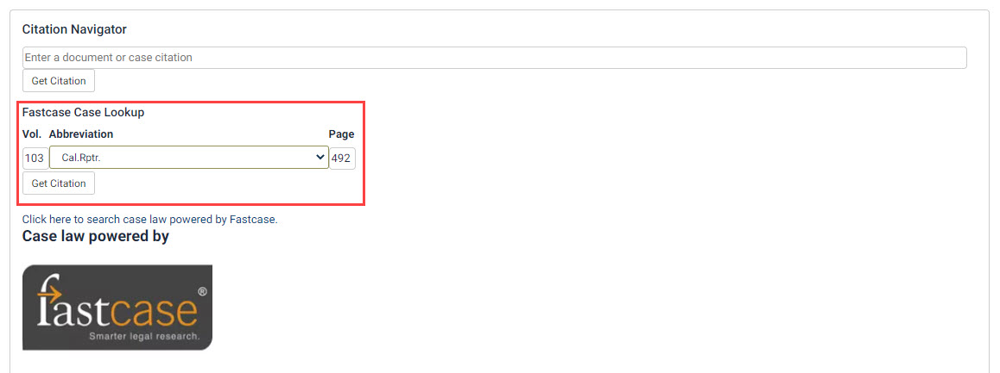 Citation Navigator
Enter a document or case citation
Get Citation
Fastcase Case Lookup
Vol. Abbreviation Page
103 Cal.Rptr. 492
Get Citation
Click here to search case law powered by Fastcase.
Case law powered by
fastcase®
Smarter legal research.